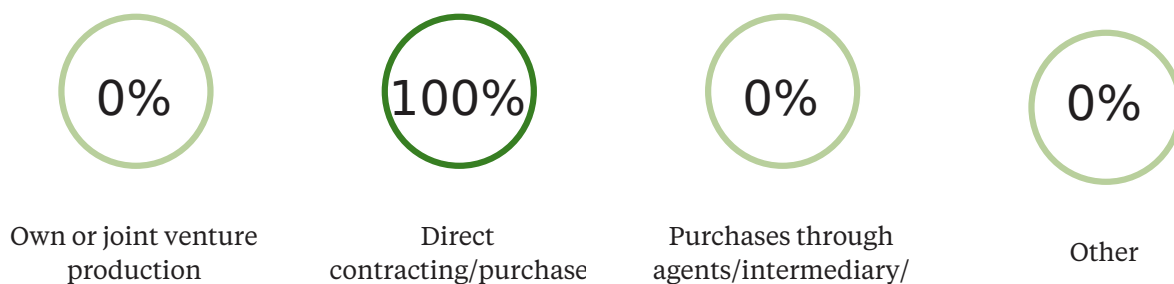 0%
100%
0%
0%
Own or joint venture
production
Direct
contracting/purchase
Purchases through
agents/intermediary/
Other